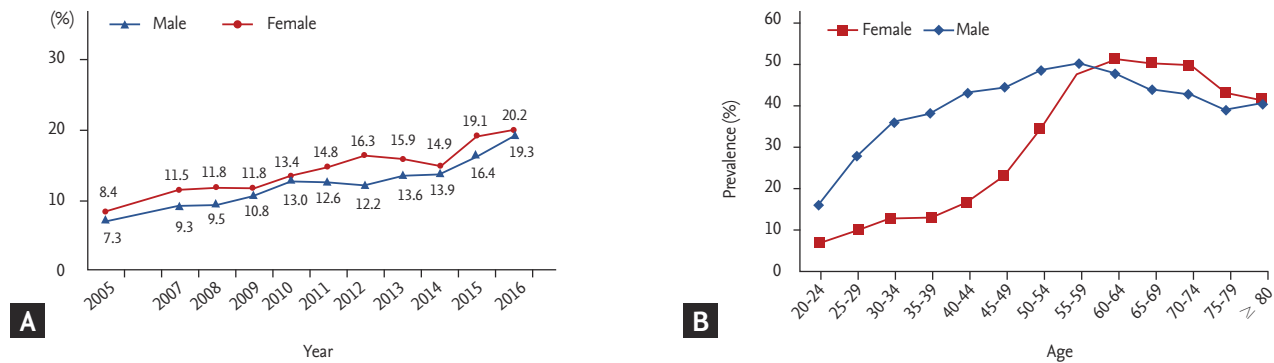 (%)
Male Female
30
20
10
0
8.4 11.5 11.8 11.8 13.4 14.8 16.3 15.9 14.9 19.1 20.2
7.3 9.3 9.5 10.8 13.0 12.6 12.2 13.6 13.9 16.4 19.3
2005 2007 2008 2009 2010 2011 2012 2013 2014 2015 2016
Year
A
Female Male
Prevalence (%)
60
50
40
30
20
10
0
20-24 25-29 30-34 35-39 40-44 45-49 50-54 55-59 60-64 65-69 70-74 75-79 ≥ 80
Age
B